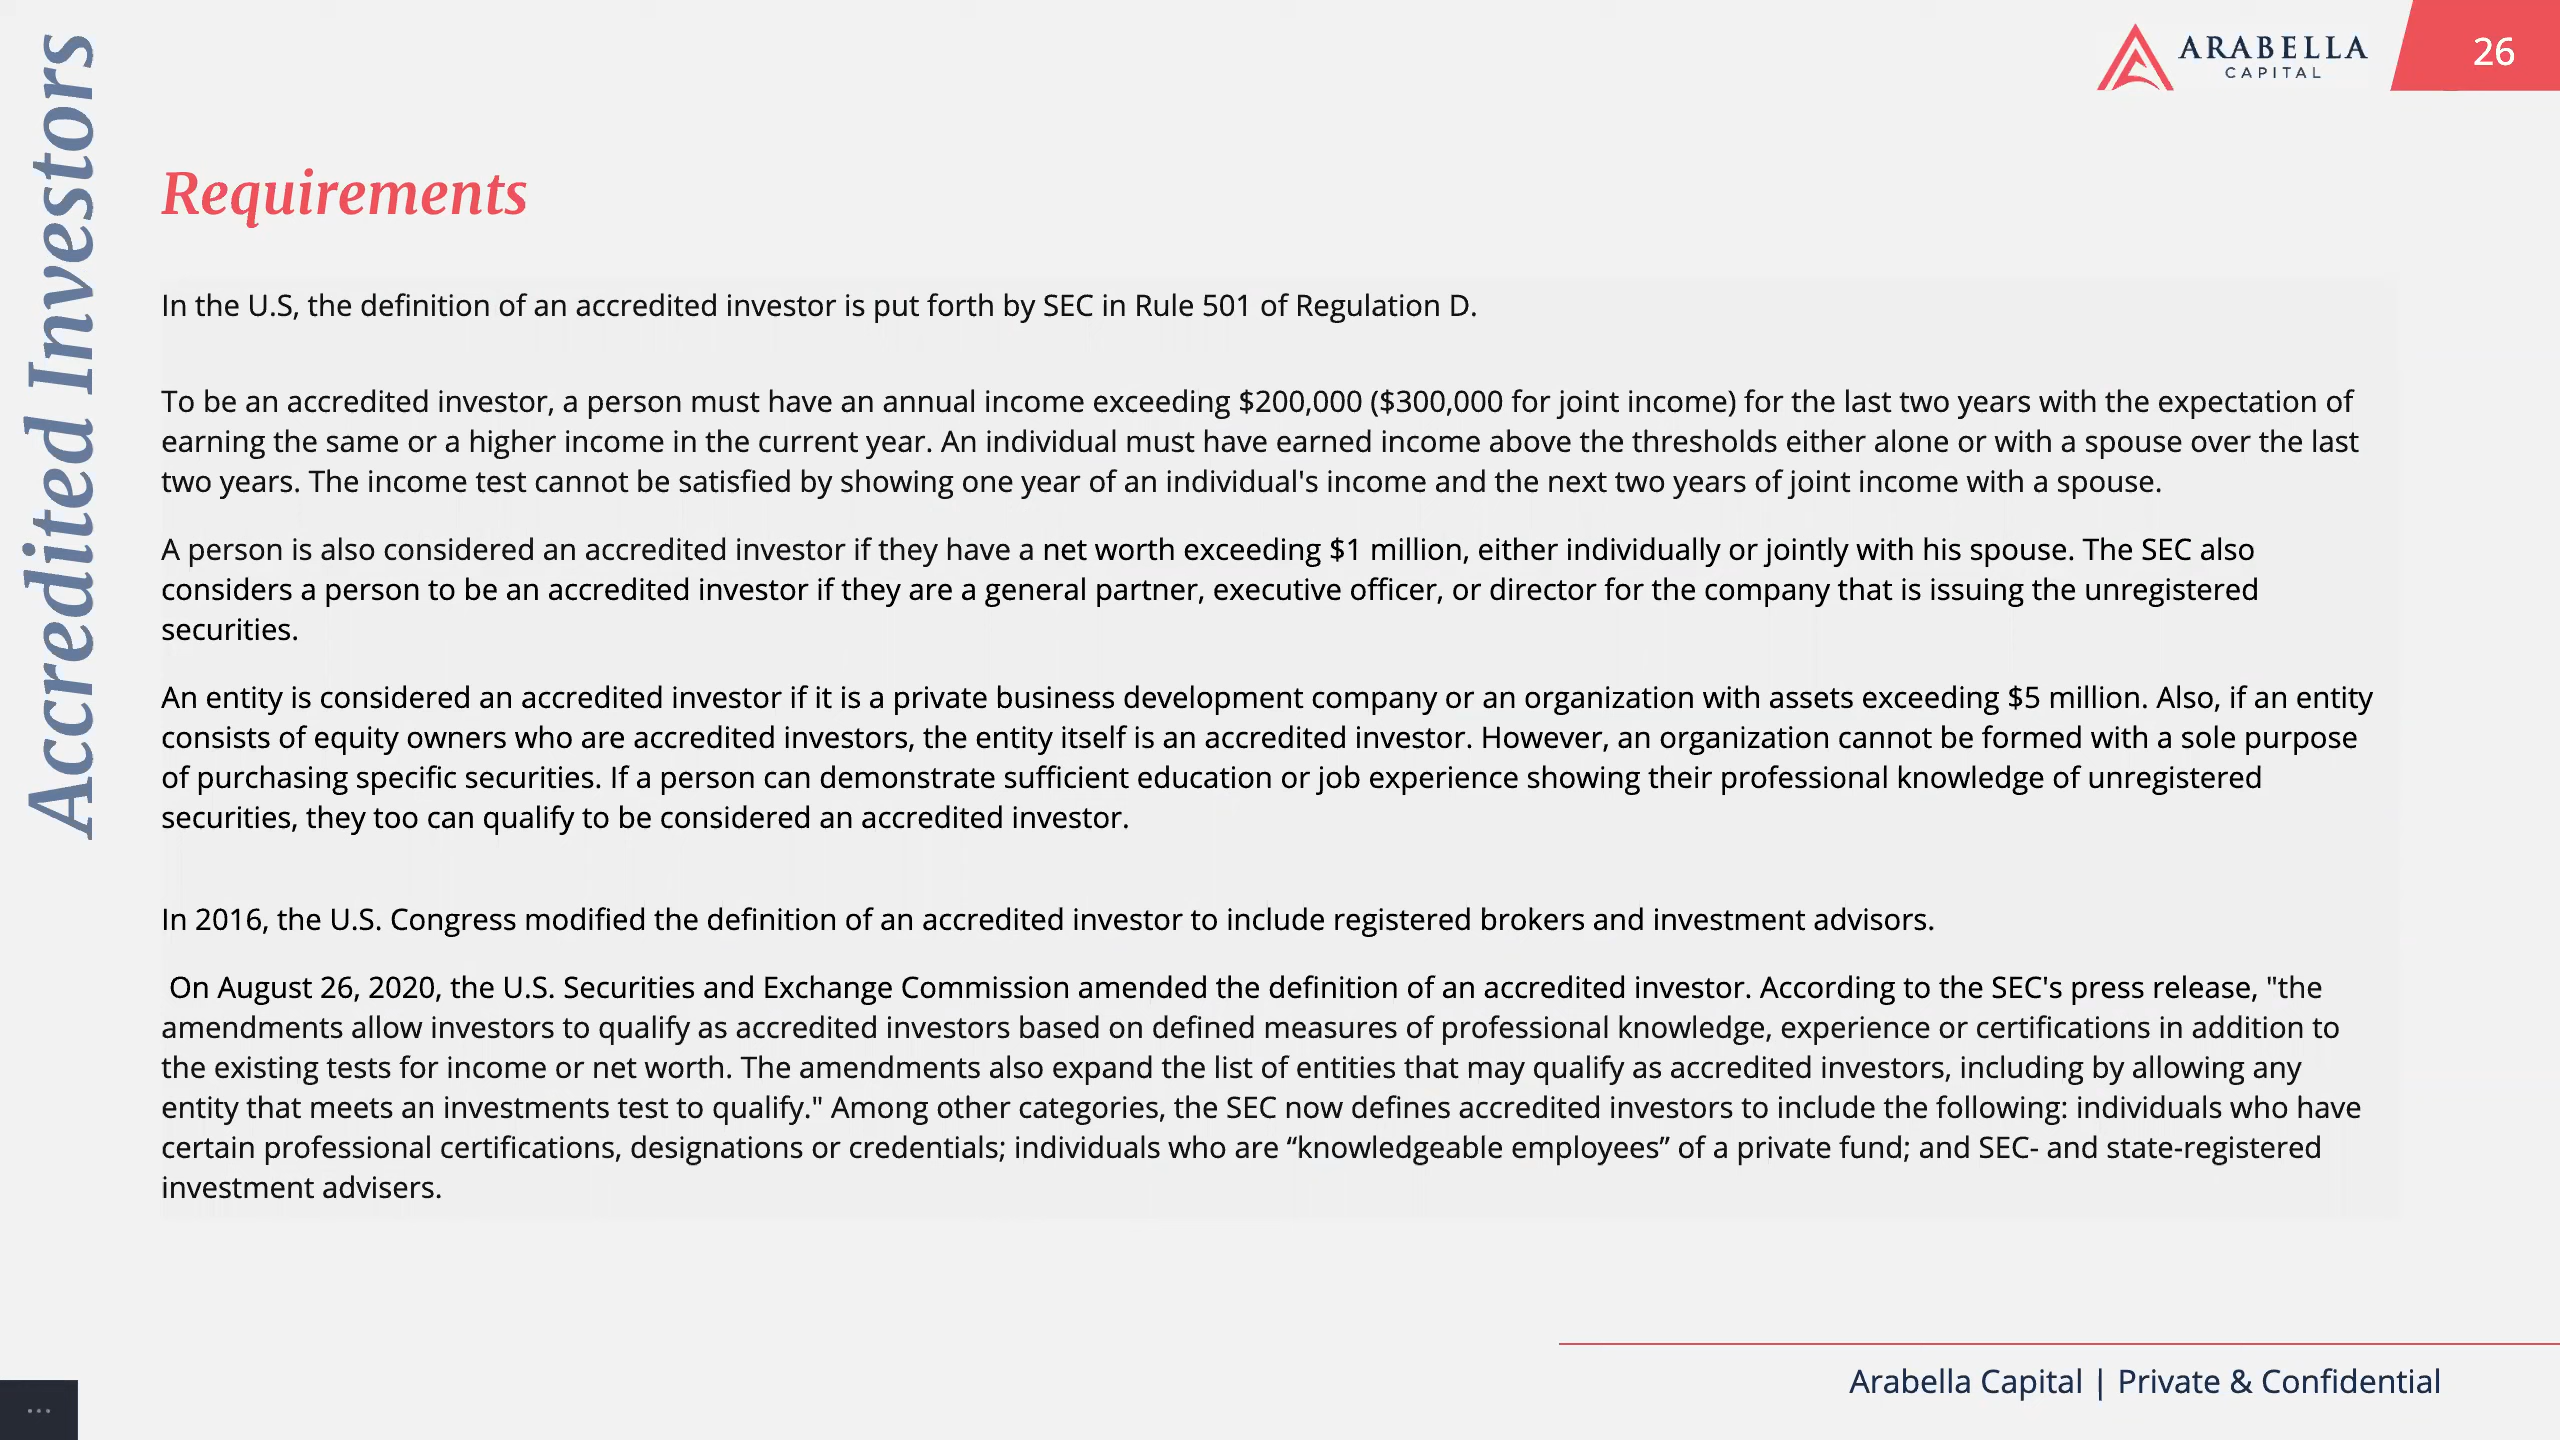 ARABELLA
CAPITAL
26
Accredited Investors
Requirements
In the U.S, the definition of an accredited investor is put forth by SEC in Rule 501 of Regulation D.
To be an accredited investor, a person must have an annual income exceeding $200,000 ($300,000 for joint income) for the last two years with the expectation of
earning the same or a higher income in the current year. An individual must have earned income above the thresholds either alone or with a spouse over the last
two years. The income test cannot be satisfied by showing one year of an individual's income and the next two years of joint income with a spouse.
A person is also considered an accredited investor if they have a net worth exceeding $1 million, either individually or jointly with his spouse. The SEC also
considers a person to be an accredited investor if they are a general partner, executive officer, or director for the company that is issuing the unregistered
securities.
An entity is considered an accredited investor if it is a private business development company or an organization with assets exceeding $5 million. Also, if an entity
consists of equity owners who are accredited investors, the entity itself is an accredited investor. However, an organization cannot be formed with a sole purpose
of purchasing specific securities. If a person can demonstrate sufficient education or job experience showing their professional knowledge of unregistered
securities, they too can qualify to be considered an accredited investor.
In 2016, the U.S. Congress modified the definition of an accredited investor to include registered brokers and investment advisors.
On August 26, 2020, the U.S. Securities and Exchange Commission amended the definition of an accredited investor. According to the SEC's press release, "the
amendments allow investors to qualify as accredited investors based on defined measures of professional knowledge, experience or certifications in addition to
the existing tests for income or net worth. The amendments also expand the list of entities that may qualify as accredited investors, including by allowing any
entity that meets an investments test to qualify." Among other categories, the SEC now defines accredited investors to include the following: individuals who have
certain professional certifications, designations or credentials; individuals who are “knowledgeable employees” of a private fund; and SEC- and state-registered
investment advisers.
Arabella Capital | Private & Confidential